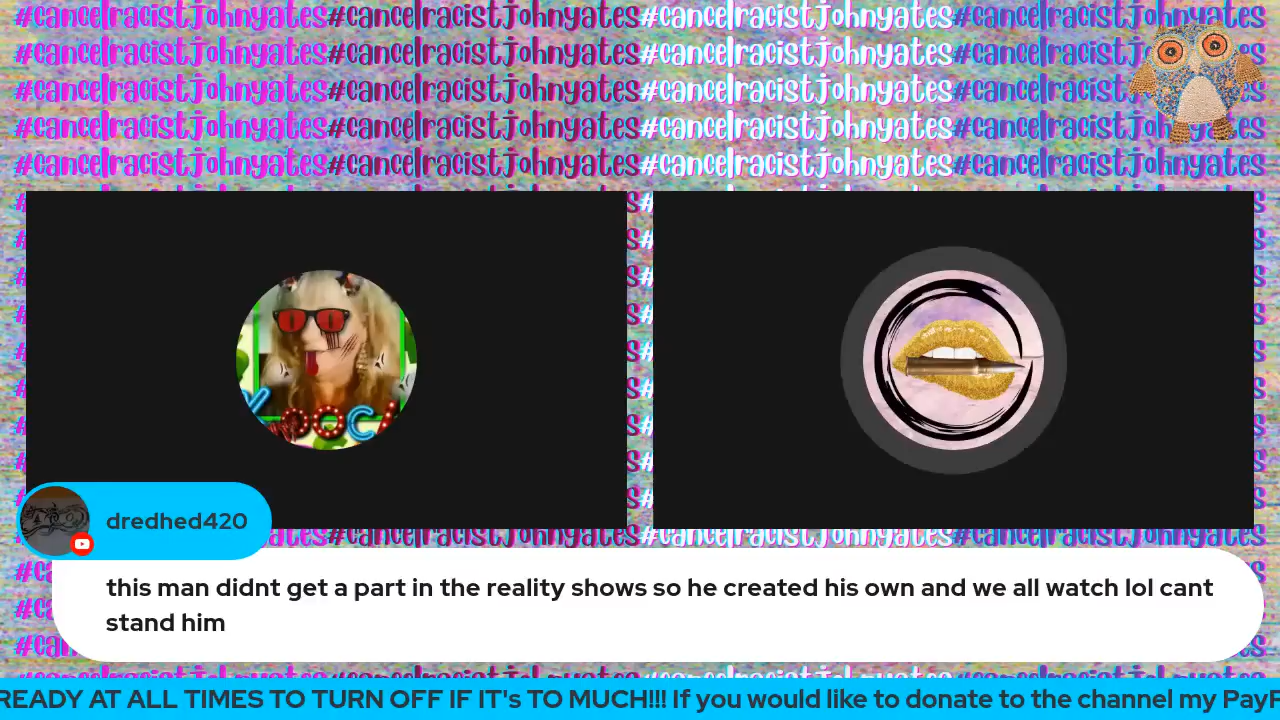 #cancelracistjohnyates#cancelracistjohnyates#cancelracistjohnyates#cancelracistjohnyates
#cancelracistjohnyates#cancelracistjohnyates#cancelracistjohnyates#cancelracistjohnyates
#cancelracistjohnyates#cancelracistjohnyates#cancelracistjohnyates#cancelracistjohnyates
#cancelracistjohnyates#cancelracistjohnyates#cancelracistjohnyates#cancelracistjohnyates
#cancelracistjohnyates#cancelracistjohnyates#cancelracistjohnyates#cancelracistjohnyates
dredhed420
this man didnt get a part in the reality shows so he created his own and we all watch lol cant
stand him
READY AT ALL TIMES TO TURN OFF IF IT's TO MUCH!!! If you would like to donate to the channel my PayP